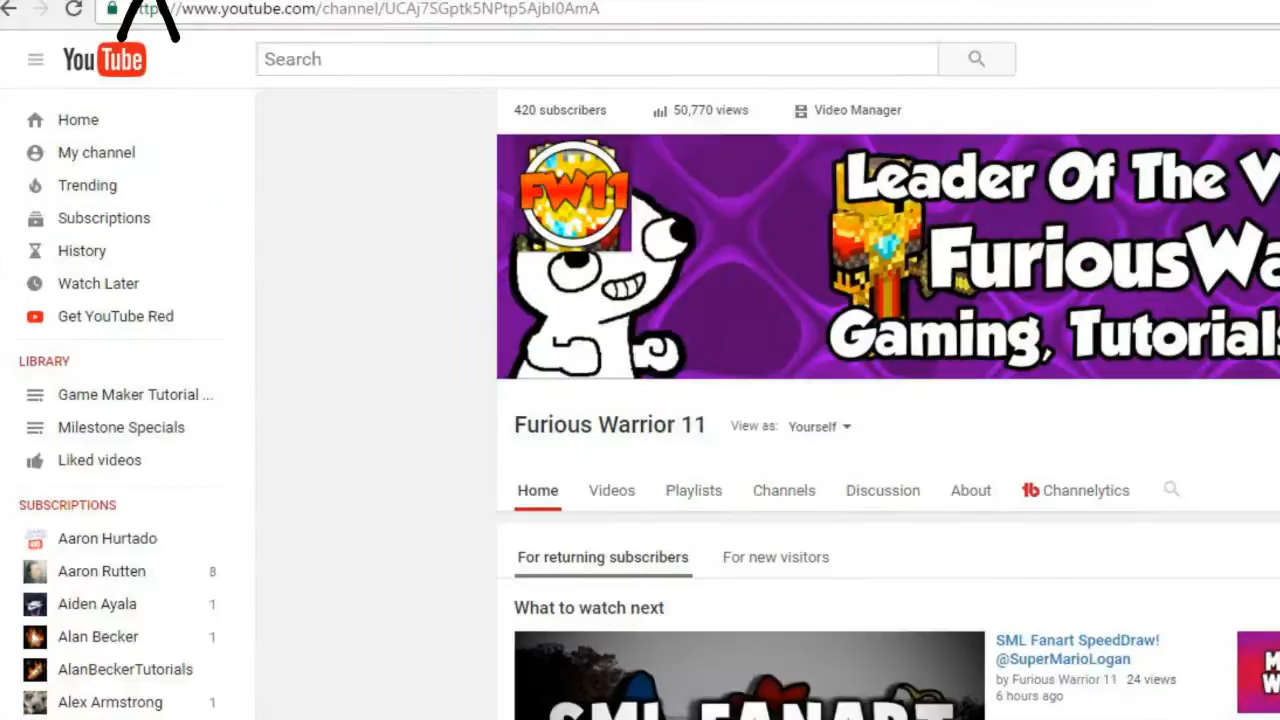 https://www.youtube.com/channel/UCAj7SGptk5NPtp5Ajbl0AmA
YouTube
Search
Home
My channel
Trending
Subscriptions
History
Watch Later
Get YouTube Red
LIBRARY
Game Maker Tutorial ...
Milestone Specials
Liked videos
SUBSCRIPTIONS
Aaron Hurtado
Aaron Rutten 8
Aiden Ayala 1
Alan Becker 1
AlanBeckerTutorials
Alex Armstrong 1
420 subscribers 50,770 views Video Manager
FW11
Leader Of The
FuriousWa
Gaming, Tutorials
Furious Warrior 11 View as: Yourself
Home Videos Playlists Channels Discussion About Channelytics
For returning subscribers For new visitors
What to watch next
SML FANART
SML Fanart SpeedDraw!
@SuperMarioLogan
by Furious Warrior 11 24 views
6 hours ago